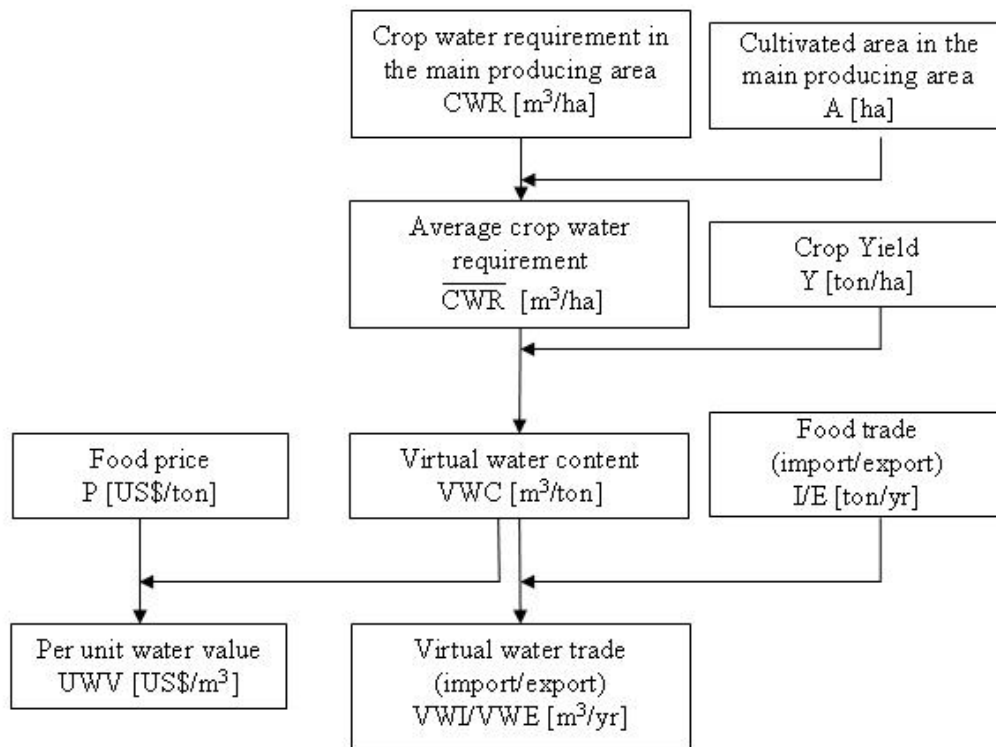 Crop water requirement in
the main producing area
CWR [m³/ha]
Cultivated area in the
main producing area
A [ha]
Average crop water
requirement
C̅W̅R̅ [m³/ha]
Crop Yield
Y [ton/ha]
Food price
P [US$/ton]
Virtual water content
VWC [m³/ton]
Food trade
(import/export)
I/E [ton/yr]
Per unit water value
UWV [US$/m³]
Virtual water trade
(import/export)
VWI/VWE [m³/yr]